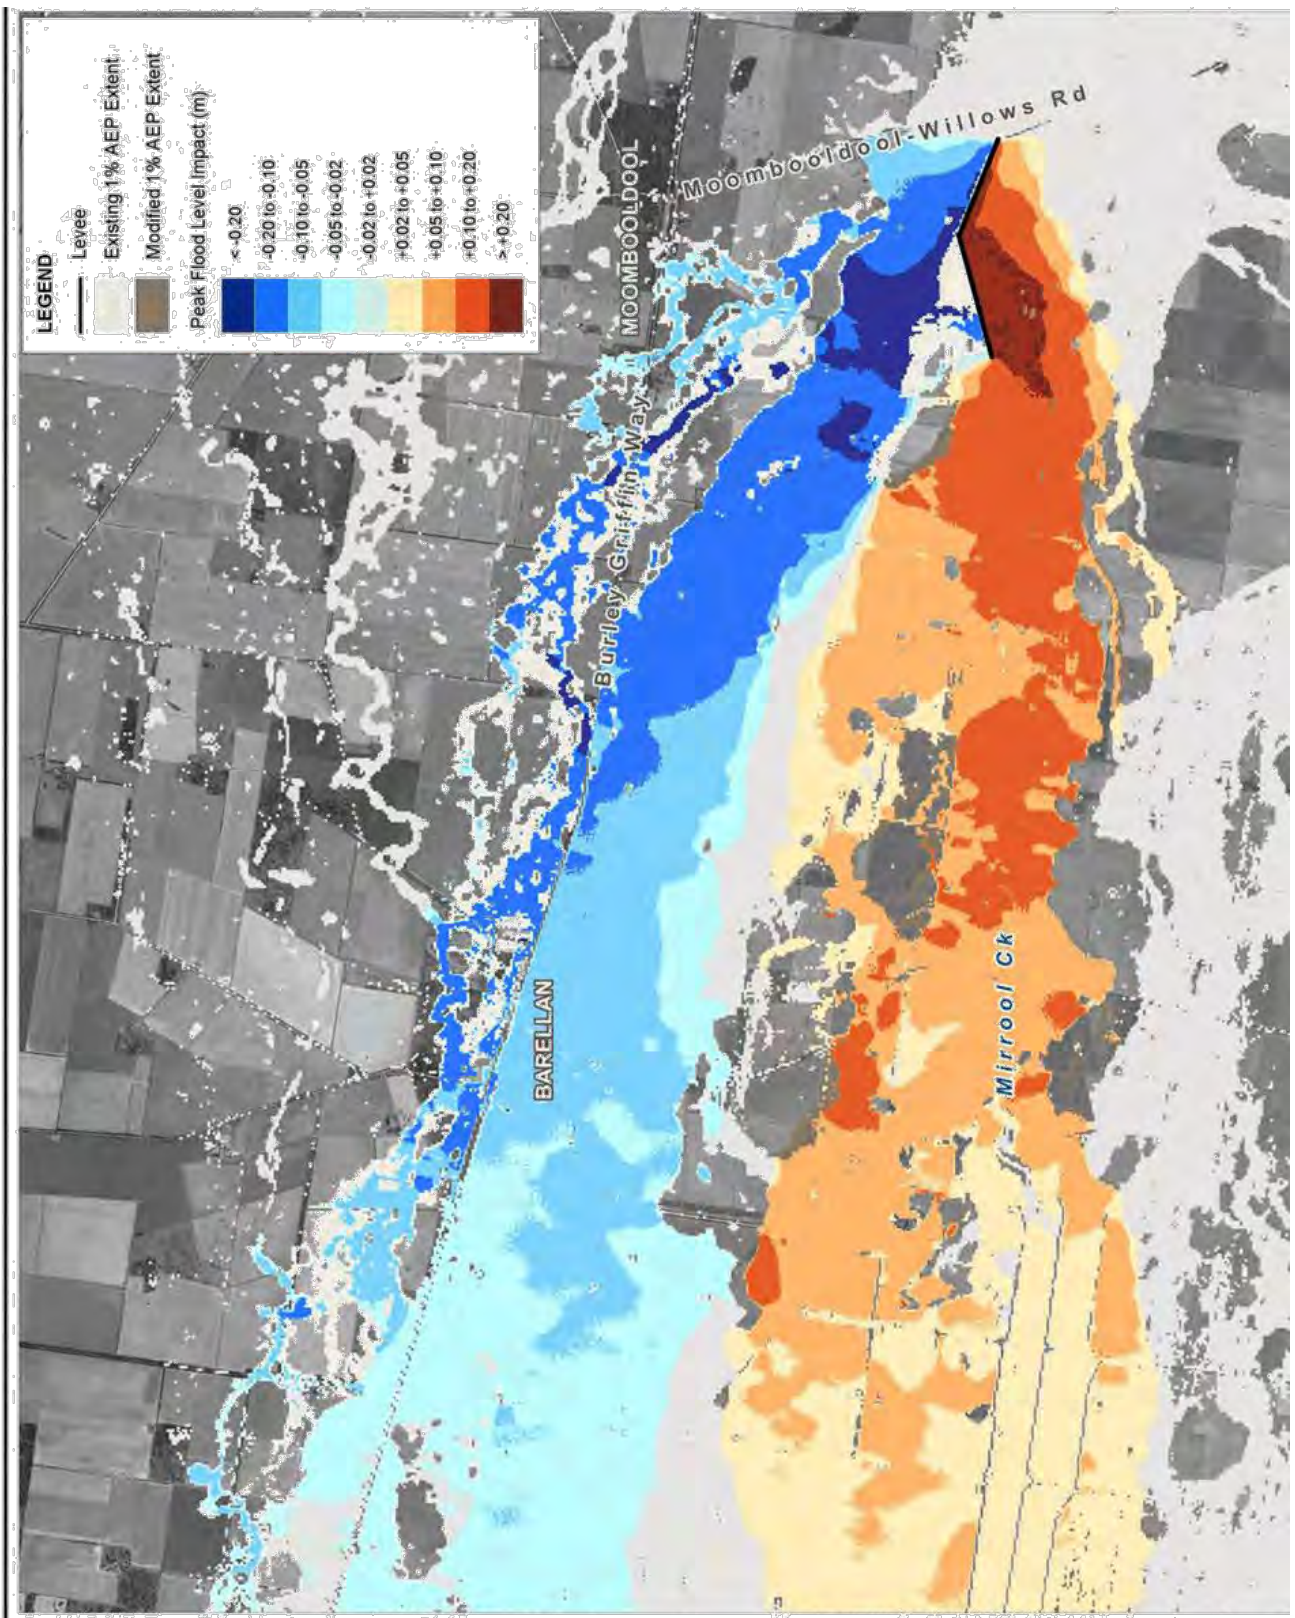 LEGEND
Levee
Existing 1% AEP Extent
Modified 1% AEP Extent
Peak Flood Level Impact (m)
< -0.20
-0.20 to -0.10
-0.10 to -0.05
-0.05 to -0.02
-0.02 to +0.02
+0.02 to +0.05
+0.05 to +0.10
+0.10 to +0.20
> +0.20
MOOMBOOLDOOL
Moombooldool-Willows Rd
Burley Griffin Way
BARELLAN
Mirrool Ck